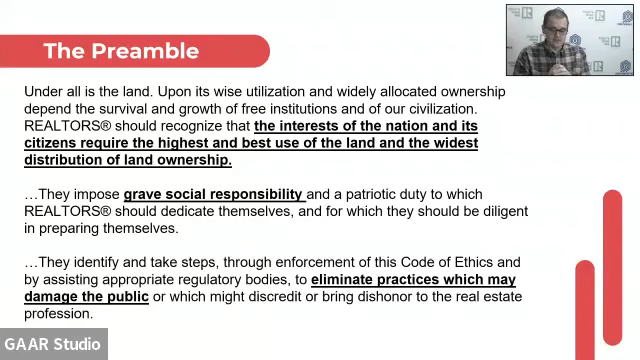 The Preamble
Under all is the land. Upon its wise utilization and widely allocated ownership
depend the survival and growth of free institutions and of our civilization.
REALTORS® should recognize that the interests of the nation and its
citizens require the highest and best use of the land and the widest
distribution of land ownership.
…They impose grave social responsibility and a patriotic duty to which
REALTORS® should dedicate themselves, and for which they should be diligent
in preparing themselves.
…They identify and take steps, through enforcement of this Code of Ethics and
by assisting appropriate regulatory bodies, to eliminate practices which may
damage the public or which might discredit or bring dishonor to the real estate
profession.
GAAR Studio